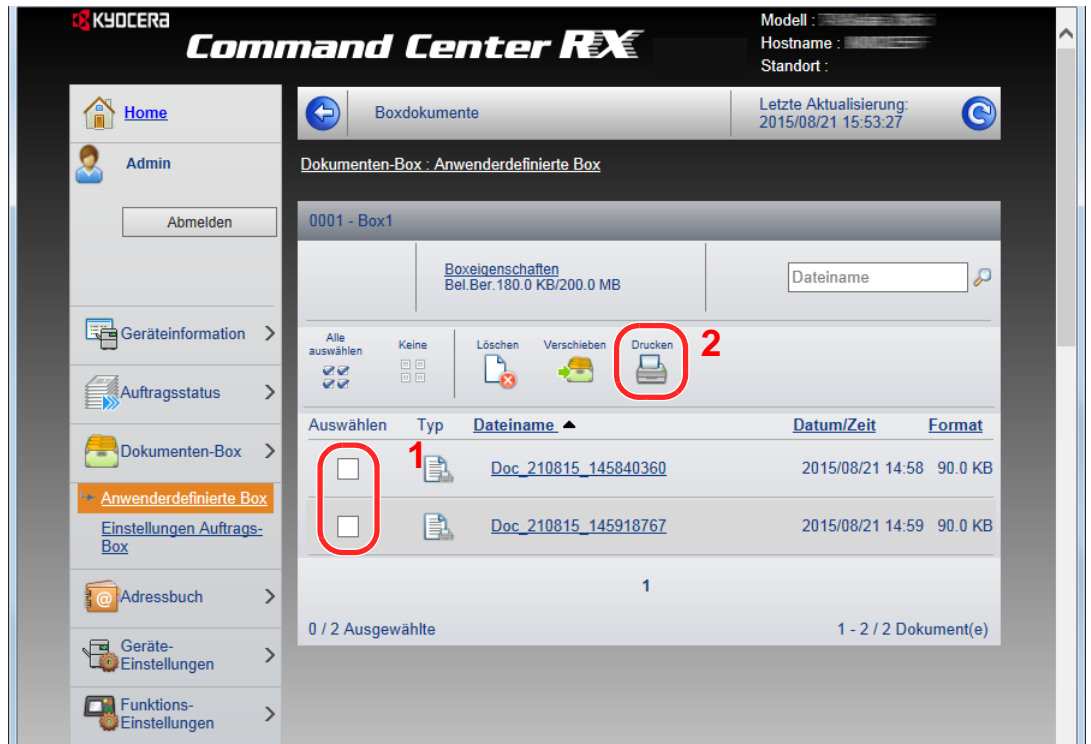 KYOCERA
Command Center RX
Modell :
Hostname :
Standort :
Home
Admin
Abmelden
Geräteinformation >
Auftragsstatus >
Dokumenten-Box >
Anwenderdefinierte Box
Einstellungen Auftrags-
Box
Adressbuch >
Geräte-
Einstellungen >
Funktions-
Einstellungen >
Boxdokumente
Letzte Aktualisierung:
2015/08/21 15:53:27
Dokumenten-Box : Anwenderdefinierte Box
0001 - Box1
Boxeigenschaften
Bel.Ber.180.0 KB/200.0 MB
Dateiname
Alle
auswählen
Keine
Löschen
Verschieben
Drucken
2
Auswählen Typ Dateiname Datum/Zeit Format
1
Doc_210815_145840360 2015/08/21 14:58 90.0 KB
Doc_210815_145918767 2015/08/21 14:59 90.0 KB
1
0 / 2 Ausgewählte 1 - 2 / 2 Dokument(e)